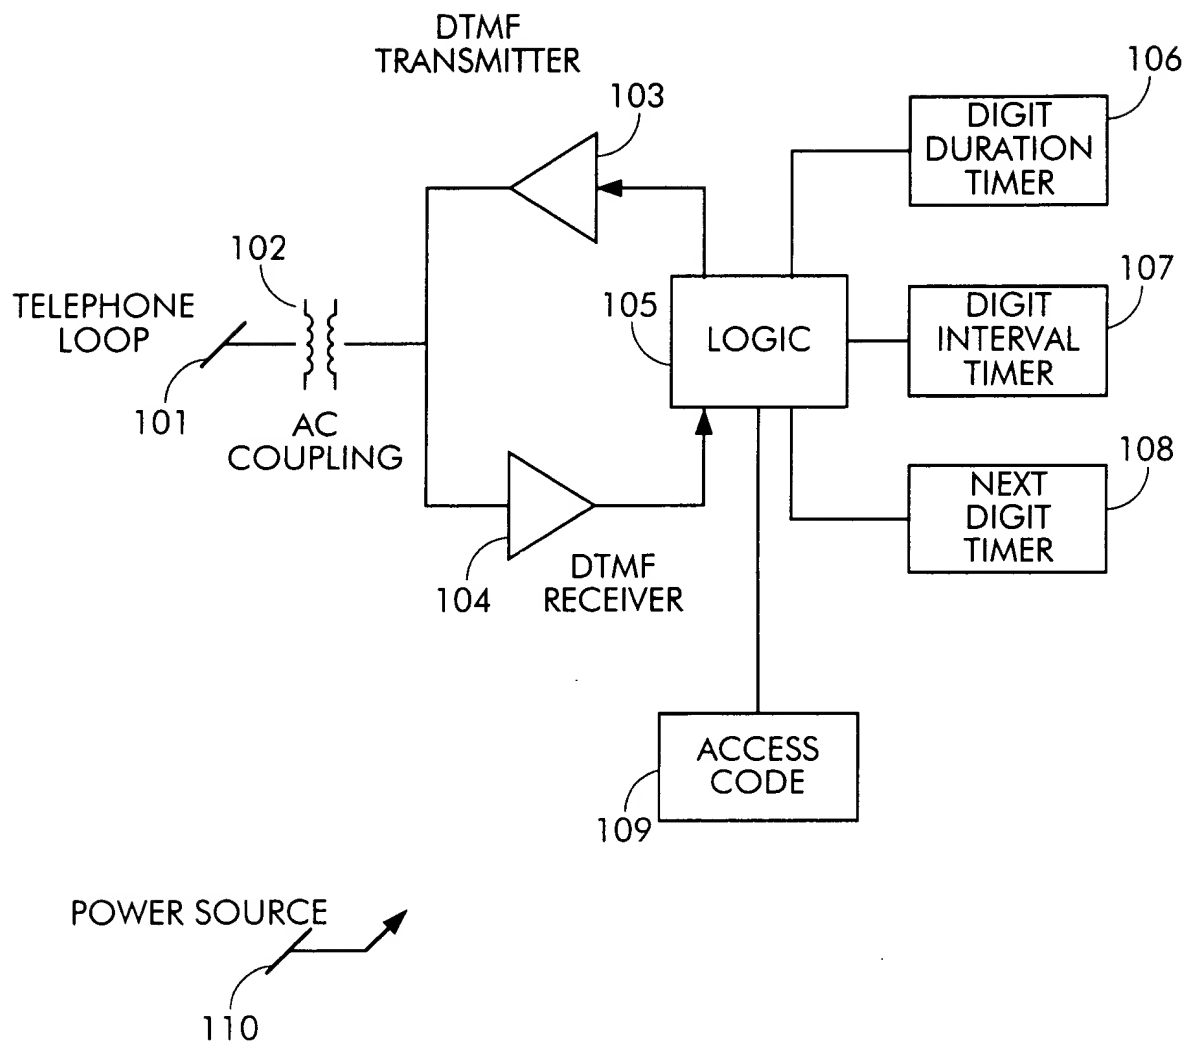 DTMF
TRANSMITTER
103
106
DIGIT
DURATION
TIMER
102
TELEPHONE
LOOP
101
AC
COUPLING
105
LOGIC
107
DIGIT
INTERVAL
TIMER
108
NEXT
DIGIT
TIMER
104
DTMF
RECEIVER
ACCESS
CODE
109
POWER SOURCE
110